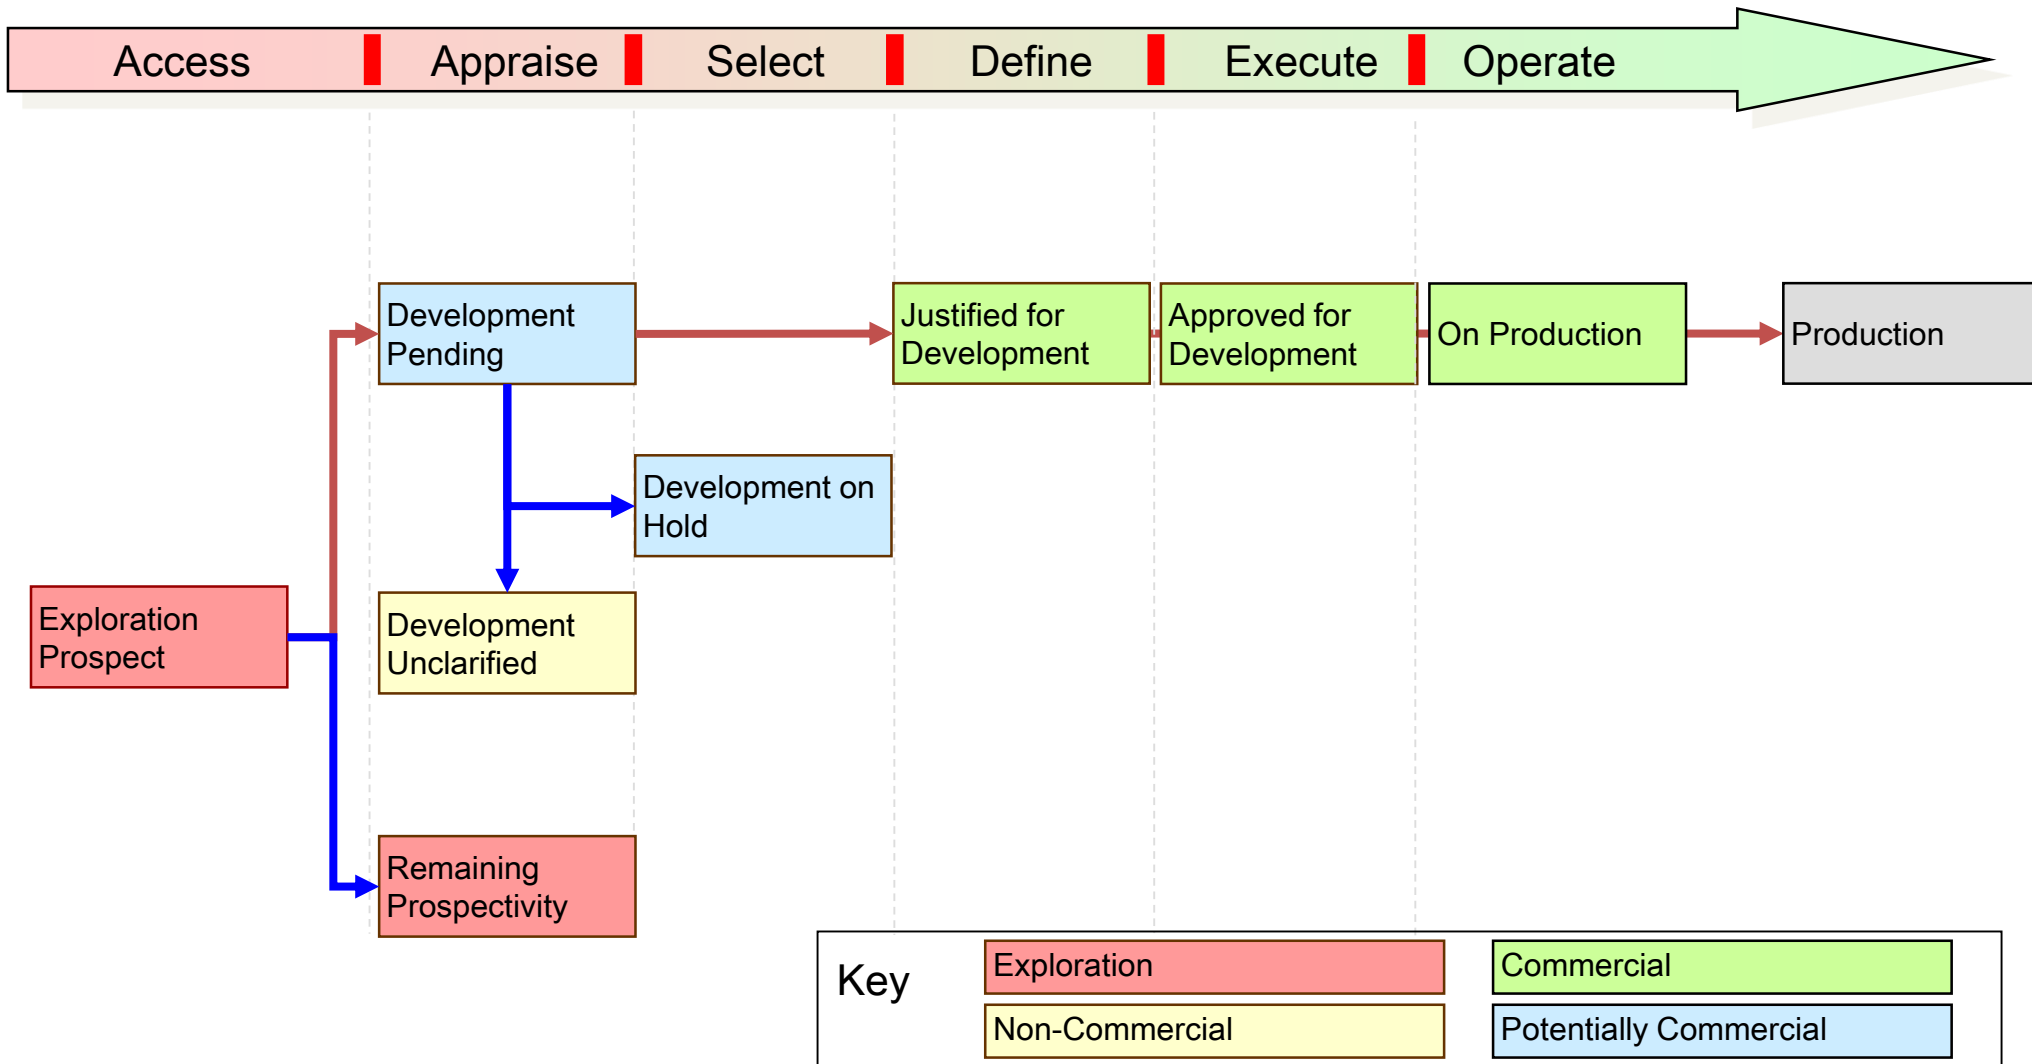 Access
Appraise
Select
Define
Execute
Operate
Development
Pending
Justified for
Development
Approved for
Development
On Production
Production
Development on
Hold
Exploration
Prospect
Development
Unclarified
Remaining
Prospectivity
Key
Exploration
Commercial
Non-Commercial
Potentially Commercial